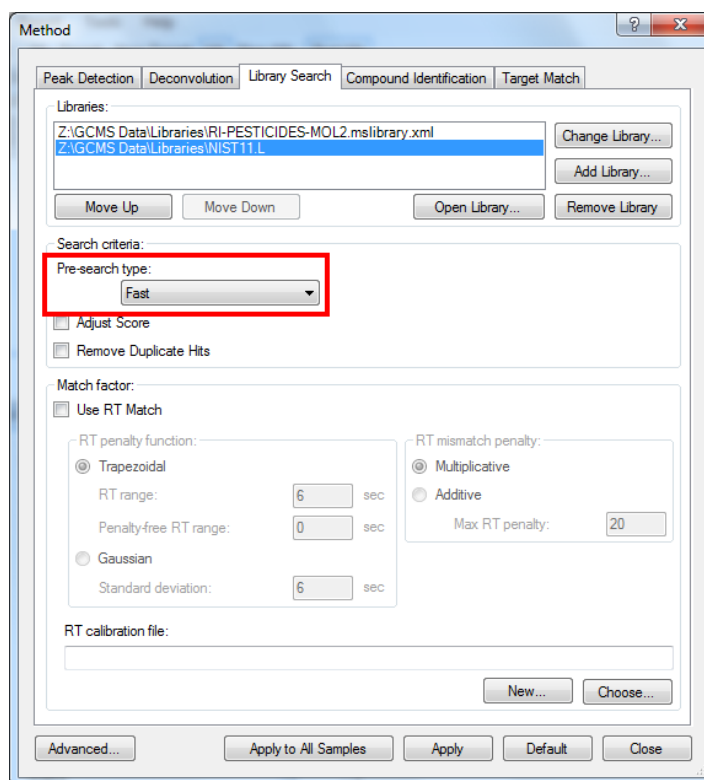 Method
Peak Detection Deconvolution Library Search Compound Identification Target Match
Libraries:
Z:\GCMS Data\Libraries\RI-PESTICIDES-MOL2.mslibrary.xml
Z:\GCMS Data\Libraries\NIST11.L
Change Library...
Add Library...
Move Up Move Down Open Library... Remove Library
Search criteria:
Pre-search type:
Fast
Adjust Score
Remove Duplicate Hits
Match factor:
Use RT Match
RT penalty function:
Trapezoidal
RT range: 6 sec
Penalty-free RT range: 0 sec
Gaussian
Standard deviation: 6 sec
RT mismatch penalty:
Multiplicative
Additive
Max RT penalty: 20
RT calibration file:
New... Choose...
Advanced... Apply to All Samples Apply Default Close